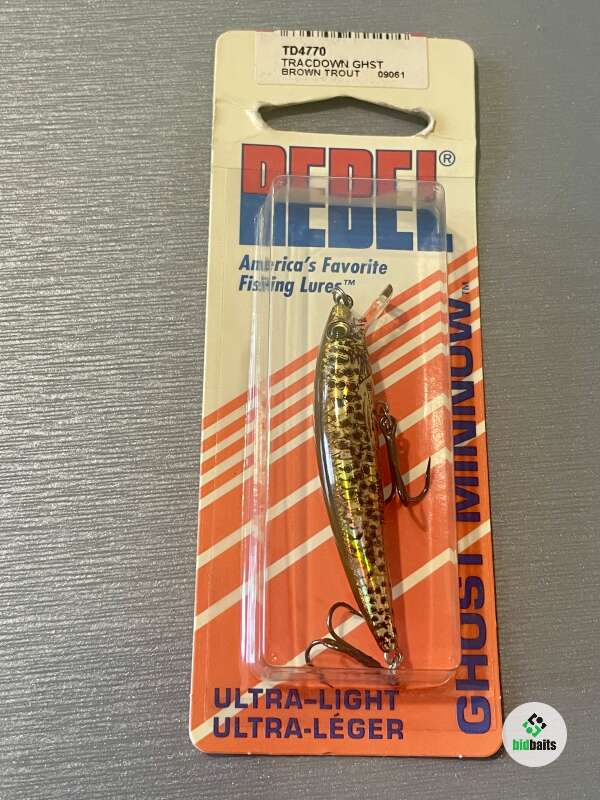 TD4770
TRACDOWN GHST
BROWN TROUT 09061
REBEL®
America's Favorite
Fishing Lures™
GHOST MINNOW™
ULTRA-LIGHT
ULTRA-LÉGER
bidbaits